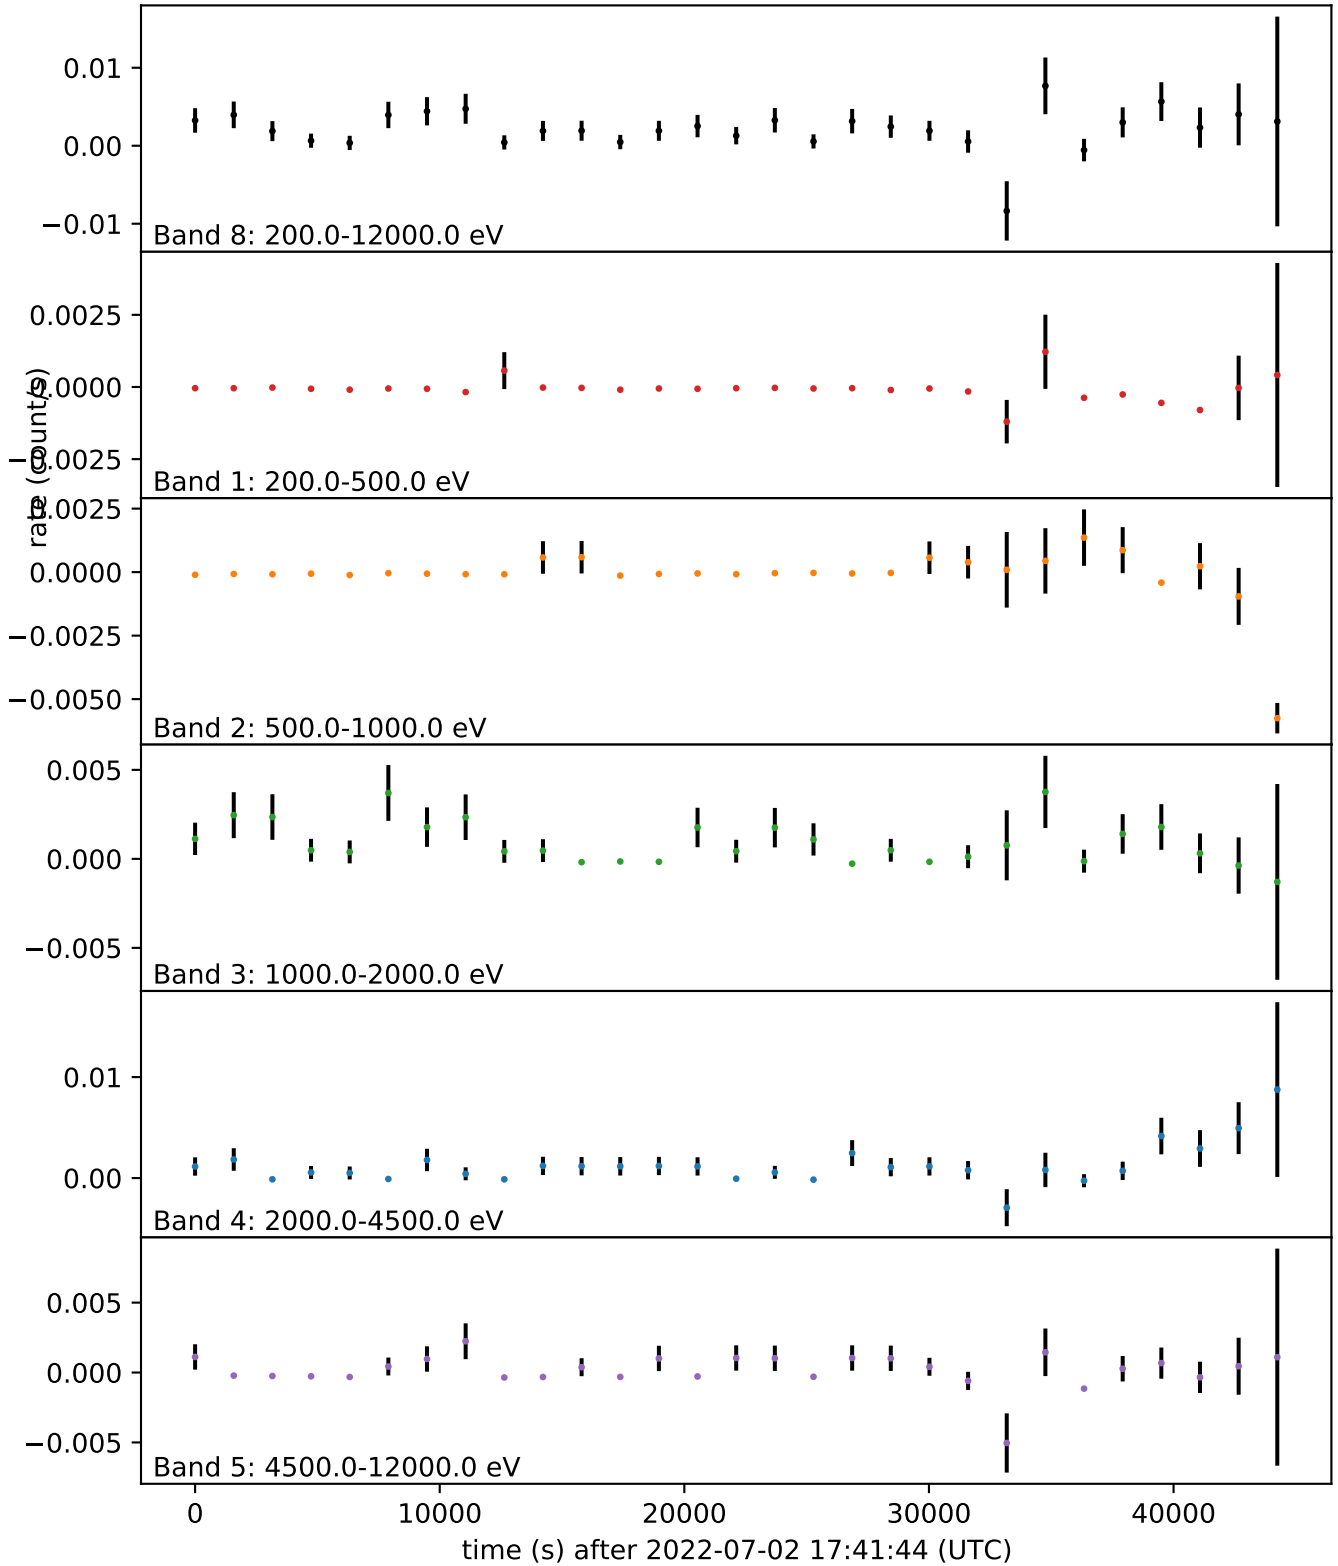 0.01
0.00
−0.01
Band 8: 200.0-12000.0 eV
0.0025
0.0000
−0.0025
Band 1: 200.0-500.0 eV
rate (count/s)
0.0025
0.0000
−0.0025
−0.0050
Band 2: 500.0-1000.0 eV
0.005
0.000
−0.005
Band 3: 1000.0-2000.0 eV
0.01
0.00
Band 4: 2000.0-4500.0 eV
0.005
0.000
−0.005
Band 5: 4500.0-12000.0 eV
0 10000 20000 30000 40000
time (s) after 2022-07-02 17:41:44 (UTC)